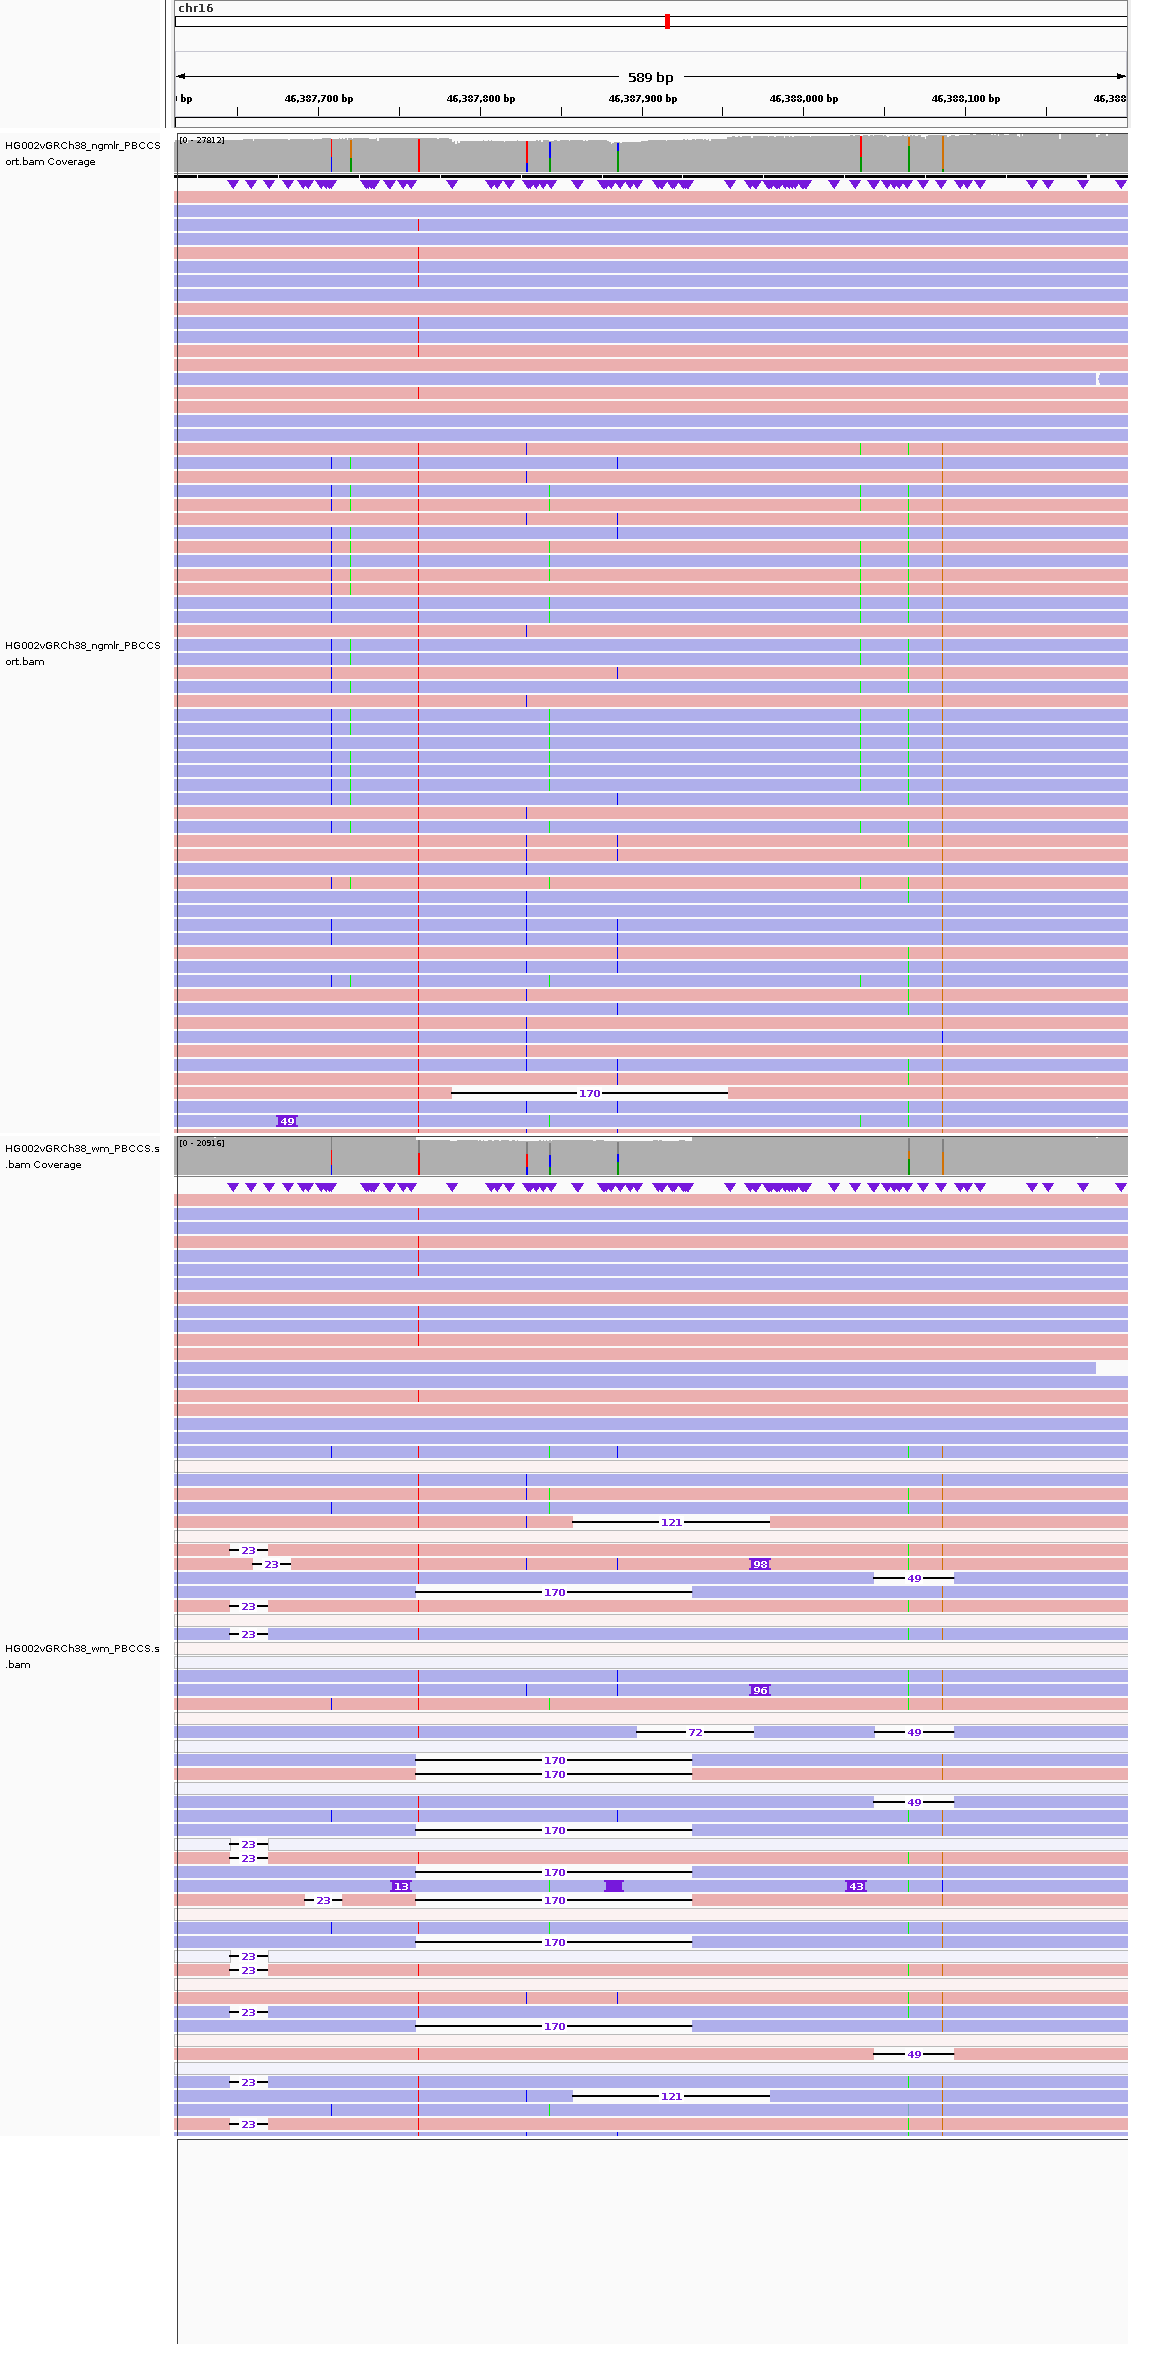 chr16
589 bp
bp
46,387,700 bp
46,387,800 bp
46,387,900 bp
46,388,000 bp
46,388,100 bp
46,388
HG002vGRCh38_ngmlr_PBCCS
ort.bam Coverage
[0 - 27812]
HG002vGRCh38_ngmlr_PBCCS
ort.bam
170
49
HG002vGRCh38_wm_PBCCS.s
.bam Coverage
[0 - 20916]
121
23
23
98
49
170
23
23
HG002vGRCh38_wm_PBCCS.s
.bam
96
72
49
170
170
49
170
23
23
170
13
43
23
170
170
23
23
23
170
49
23
121
23